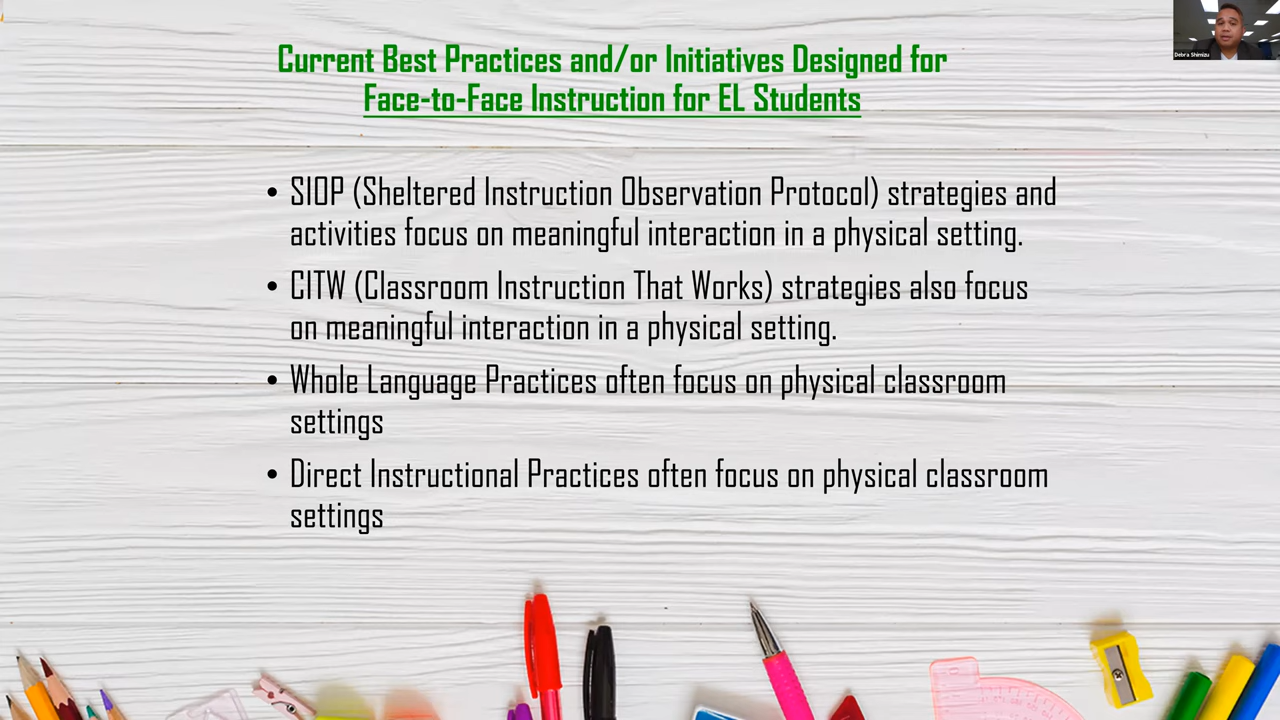 Debra Shimizu
Current Best Practices and/or Initiatives Designed for
Face-to-Face Instruction for EL Students
• SIOP (Sheltered Instruction Observation Protocol) strategies and
activities focus on meaningful interaction in a physical setting.
• CITW (Classroom Instruction That Works) strategies also focus
on meaningful interaction in a physical setting.
• Whole Language Practices often focus on physical classroom
settings
• Direct Instructional Practices often focus on physical classroom
settings